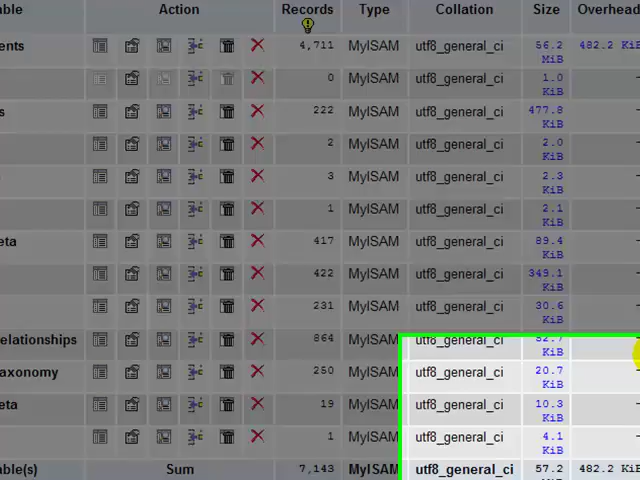 able Action Records Type Collation Size Overhead
ents 4,711 MyISAM utf8_general_ci 56.2 MiB 482.2 KiB
0 MyISAM utf8_general_ci 1.0 KiB -
s 222 MyISAM utf8_general_ci 477.8 KiB -
2 MyISAM utf8_general_ci 2.0 KiB -
3 MyISAM utf8_general_ci 2.3 KiB -
1 MyISAM utf8_general_ci 2.1 KiB -
eta 417 MyISAM utf8_general_ci 89.4 KiB -
422 MyISAM utf8_general_ci 349.1 KiB -
231 MyISAM utf8_general_ci 30.6 KiB -
elationships 864 MyISAM utf8_general_ci 82.7 KiB -
axonomy 250 MyISAM utf8_general_ci 20.7 KiB -
eta 19 MyISAM utf8_general_ci 10.3 KiB -
1 MyISAM utf8_general_ci 4.1 KiB -
able(s) Sum 7,143 MyISAM utf8_general_ci 57.2 482.2 KiB